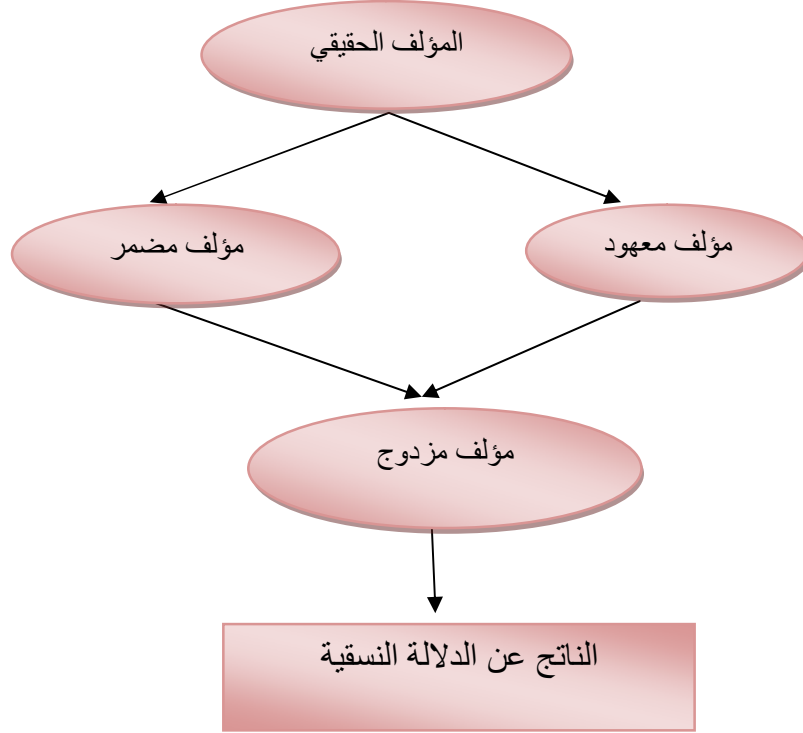 المؤلف الحقيقي
مؤلف معهود
مؤلف مضمر
مؤلف مزدوج
الناتج عن الدلالة النسقية